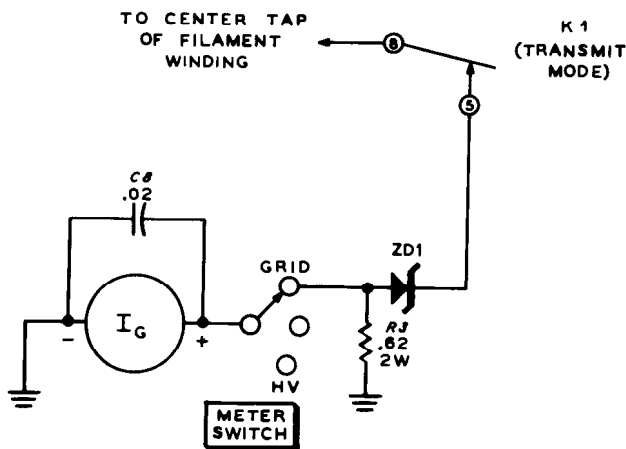 TO CENTER TAP
OF FILAMENT
WINDING
8
K1
(TRANSMIT
MODE)
5
C8
.02
GRID
ZD1
I_G
-
+
R3
.62
2W
HV
METER
SWITCH